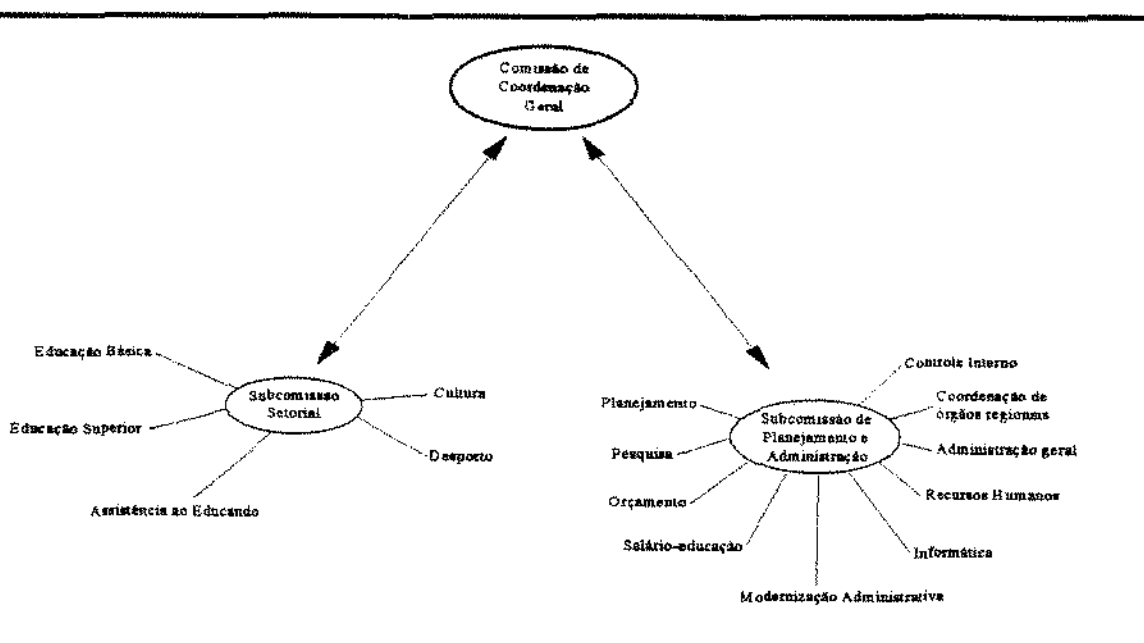 Comissão de
Coordenação
Geral
Educação Básica
Subcomissão
Setorial
Cultura
Educação Superior
Desporto
Assistência ao Educando
Controle Interno
Planejamento
Coordenação de
órgãos regionais
Subcomissão de
Planejamento e
Administração
Pesquisa
Administração geral
Orçamento
Recursos Humanos
Salário-educação
Informática
Modernização Administrativa